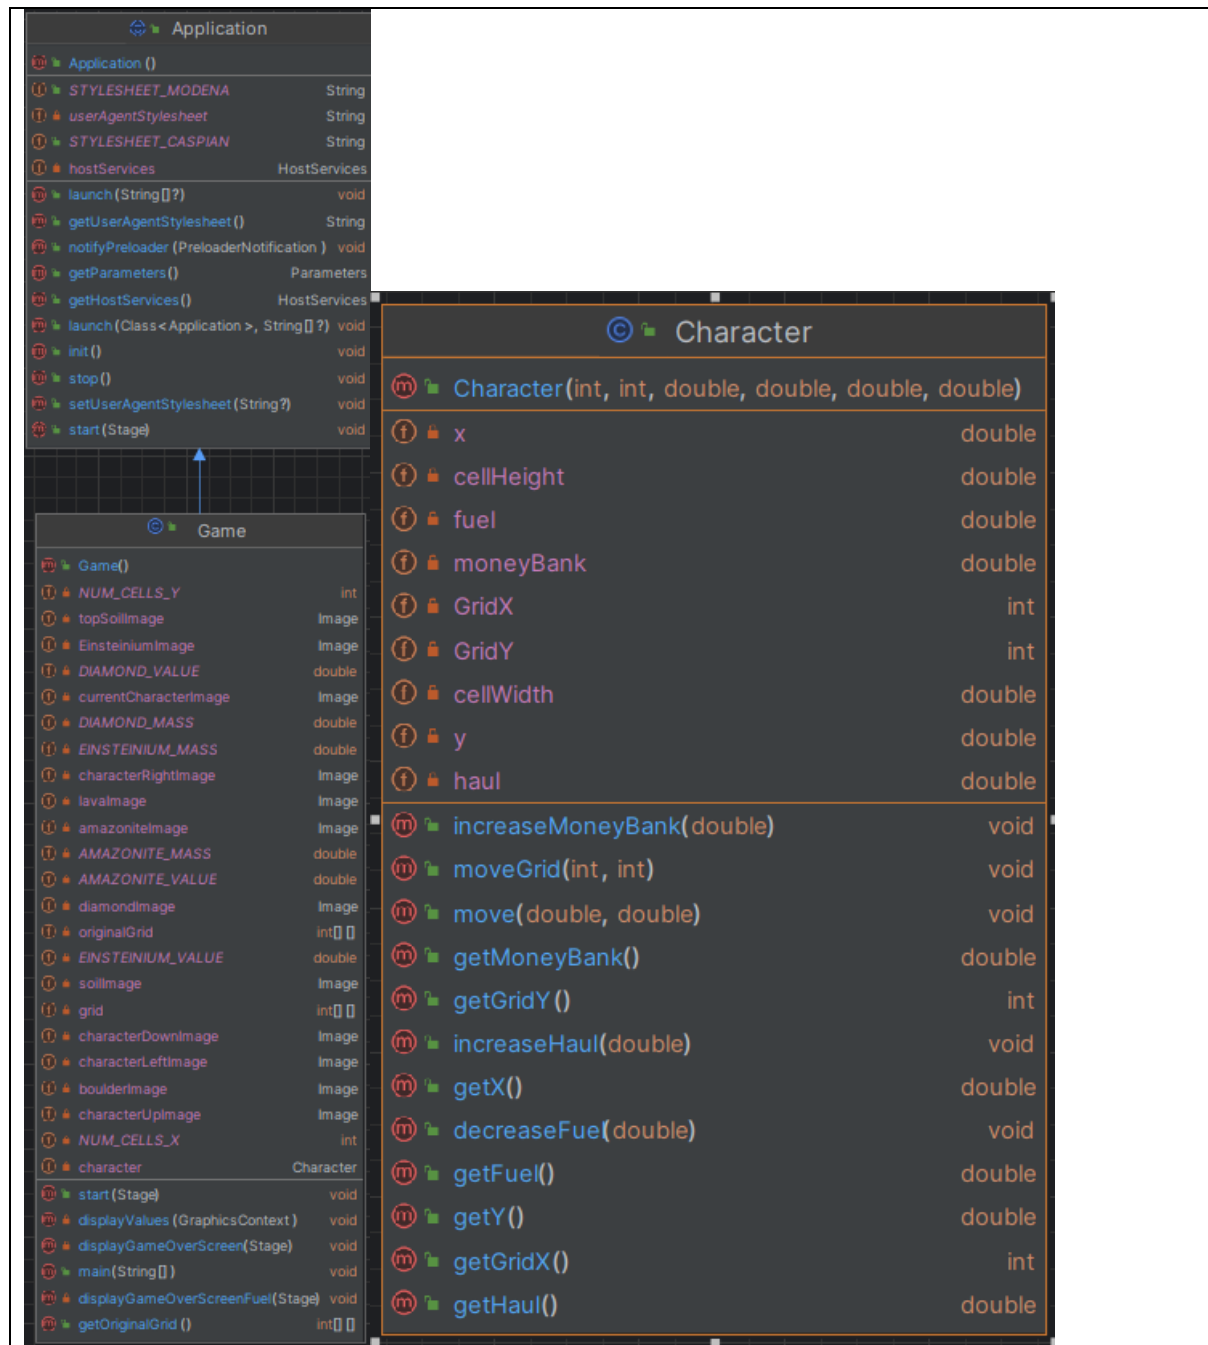 Application
Application()
STYLESHEET_MODENA String
userAgentStylesheet String
STYLESHEET_CASPIAN String
hostServices HostServices
launch(String[]?) void
getUserAgentStylesheet() String
notifyPreloader(PreloaderNotification) void
getParameters() Parameters
getHostServices() HostServices
launch(Class<Application>, String[]?) void
init() void
stop() void
setUserAgentStylesheet(String?) void
start(Stage) void
Game
Game()
NUM_CELLS_Y int
topSoilImage Image
EinsteiniumImage Image
DIAMOND_VALUE double
currentCharacterImage Image
DIAMOND_MASS double
EINSTEINIUM_MASS double
characterRightImage Image
lavaImage Image
amazoniteImage Image
AMAZONITE_MASS double
AMAZONITE_VALUE double
diamondImage Image
originalGrid int[][]
EINSTEINIUM_VALUE double
soilImage Image
grid int[][]
characterDownImage Image
characterLeftImage Image
boulderImage Image
characterUpImage Image
NUM_CELLS_X int
character Character
start(Stage) void
displayValues(GraphicsContext) void
displayGameOverScreen(Stage) void
main(String[]) void
displayGameOverScreenFuel(Stage) void
getOriginalGrid() int[][]
Character
Character(int, int, double, double, double, double)
x double
cellHeight double
fuel double
moneyBank double
GridX int
GridY int
cellWidth double
y double
haul double
increaseMoneyBank(double) void
moveGrid(int, int) void
move(double, double) void
getMoneyBank() double
getGridY() int
increaseHaul(double) void
getX() double
decreaseFuel(double) void
getFuel() double
getY() double
getGridX() int
getHaul() double